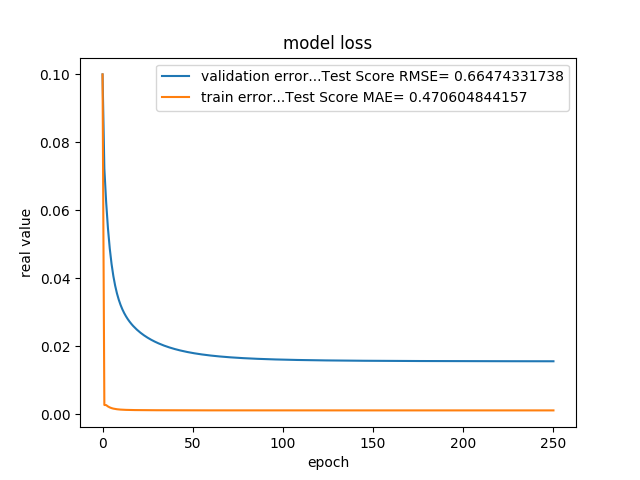 model loss
validation error...Test Score RMSE= 0.66474331738
train error...Test Score MAE= 0.470604844157
real value
0.10
0.08
0.06
0.04
0.02
0.00
0 50 100 150 200 250
epoch